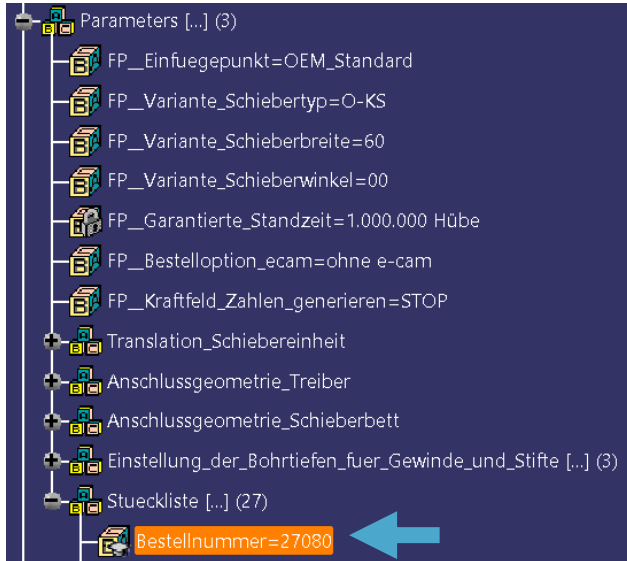 Parameters [...] (3)
FP__Einfuegepunkt=OEM_Standard
FP__Variante_Schiebertyp=O-KS
FP__Variante_Schieberbreite=60
FP__Variante_Schieberwinkel=00
FP__Garantierte_Standzeit=1.000.000 Hübe
FP__Bestelloption_ecam=ohne e-cam
FP__Kraftfeld_Zahlen_generieren=STOP
Translation_Schiebereinheit
Anschlussgeometrie_Treiber
Anschlussgeometrie_Schieberbett
Einstellung_der_Bohrtiefen_fuer_Gewinde_und_Stifte [...] (3)
Stueckliste [...] (27)
Bestellnummer=27080